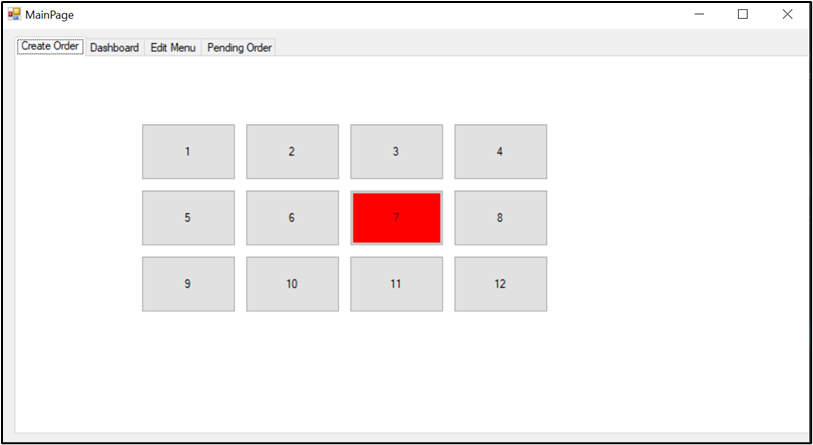 MainPage
Create Order Dashboard Edit Menu Pending Order
1 2 3 4
5 6 7 8
9 10 11 12